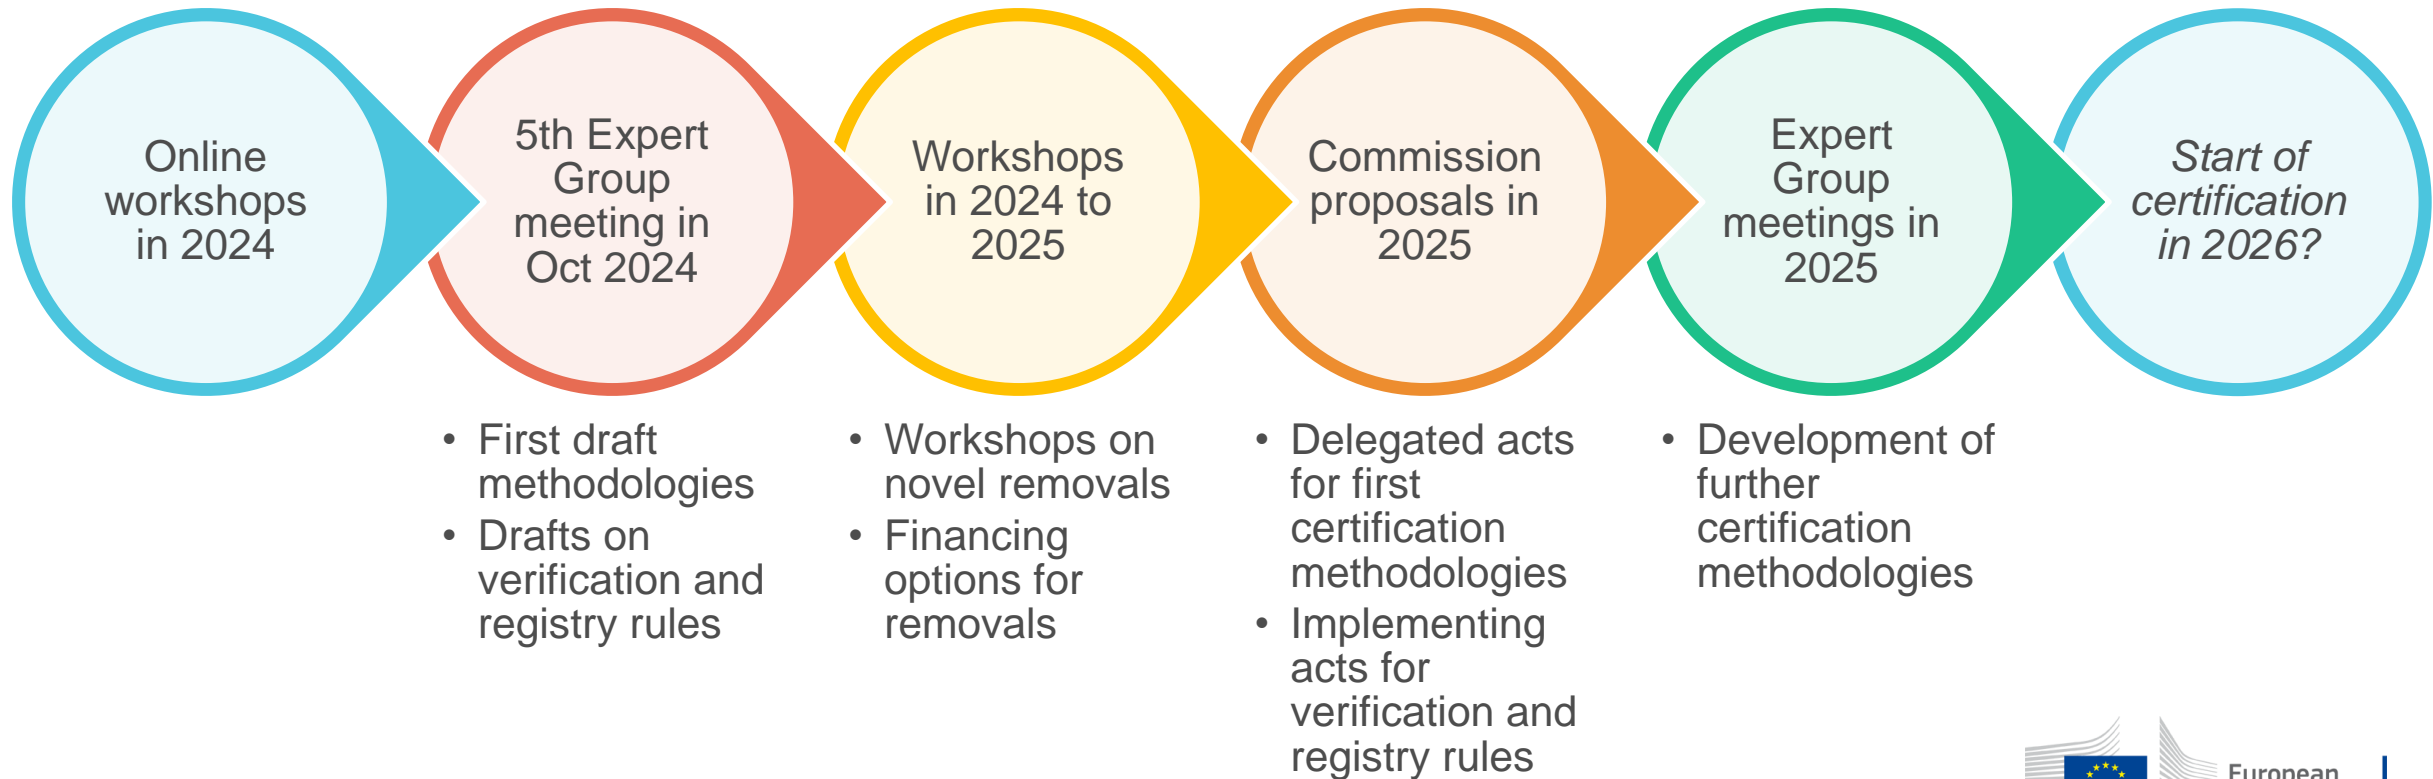 Online
workshops
in 2024
5th Expert
Group
meeting in
Oct 2024
Workshops
in 2024 to
2025
Commission
proposals in
2025
Expert
Group
meetings in
2025
Start of
certification
in 2026?
• First draft
methodologies
• Drafts on
verification and
registry rules
• Workshops on
novel removals
• Financing
options for
removals
• Delegated acts
for first
certification
methodologies
• Implementing
acts for
verification and
registry rules
• Development of
further
certification
methodologies
European